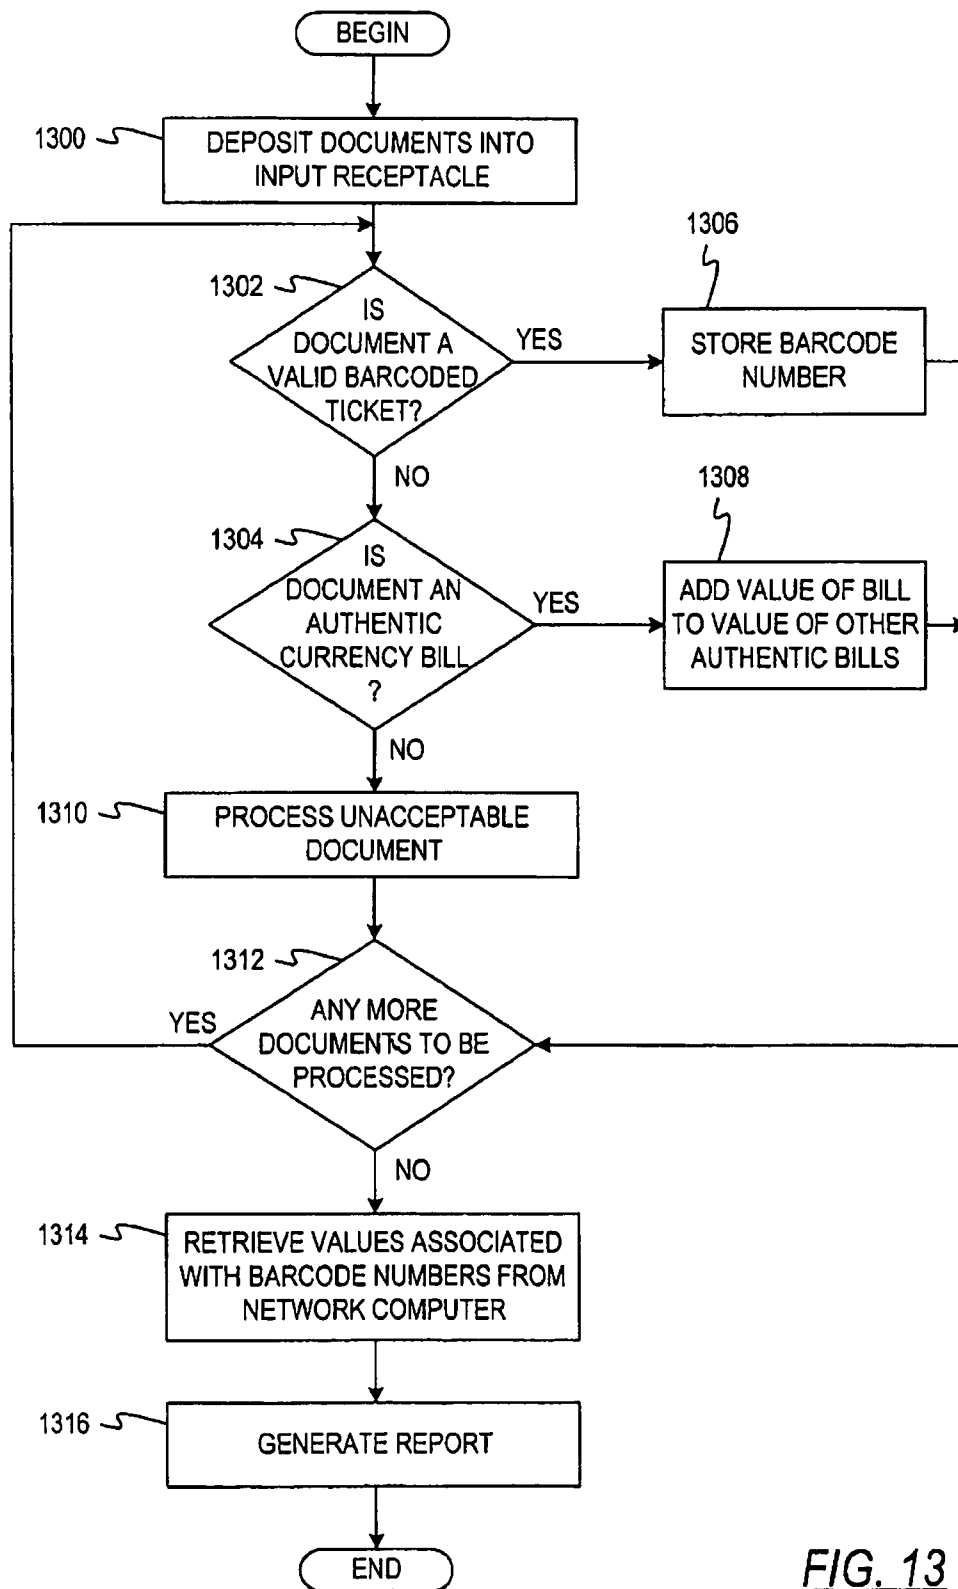 BEGIN
1300
DEPOSIT DOCUMENTS INTO
INPUT RECEPTACLE
1302
IS
DOCUMENT A
VALID BARCODED
TICKET?
YES
1306
STORE BARCODE
NUMBER
NO
1304
IS
DOCUMENT AN
AUTHENTIC
CURRENCY BILL
?
YES
1308
ADD VALUE OF BILL
TO VALUE OF OTHER
AUTHENTIC BILLS
NO
1310
PROCESS UNACCEPTABLE
DOCUMENT
1312
ANY MORE
DOCUMENTS TO BE
PROCESSED?
YES
NO
1314
RETRIEVE VALUES ASSOCIATED
WITH BARCODE NUMBERS FROM
NETWORK COMPUTER
1316
GENERATE REPORT
END
FIG. 13